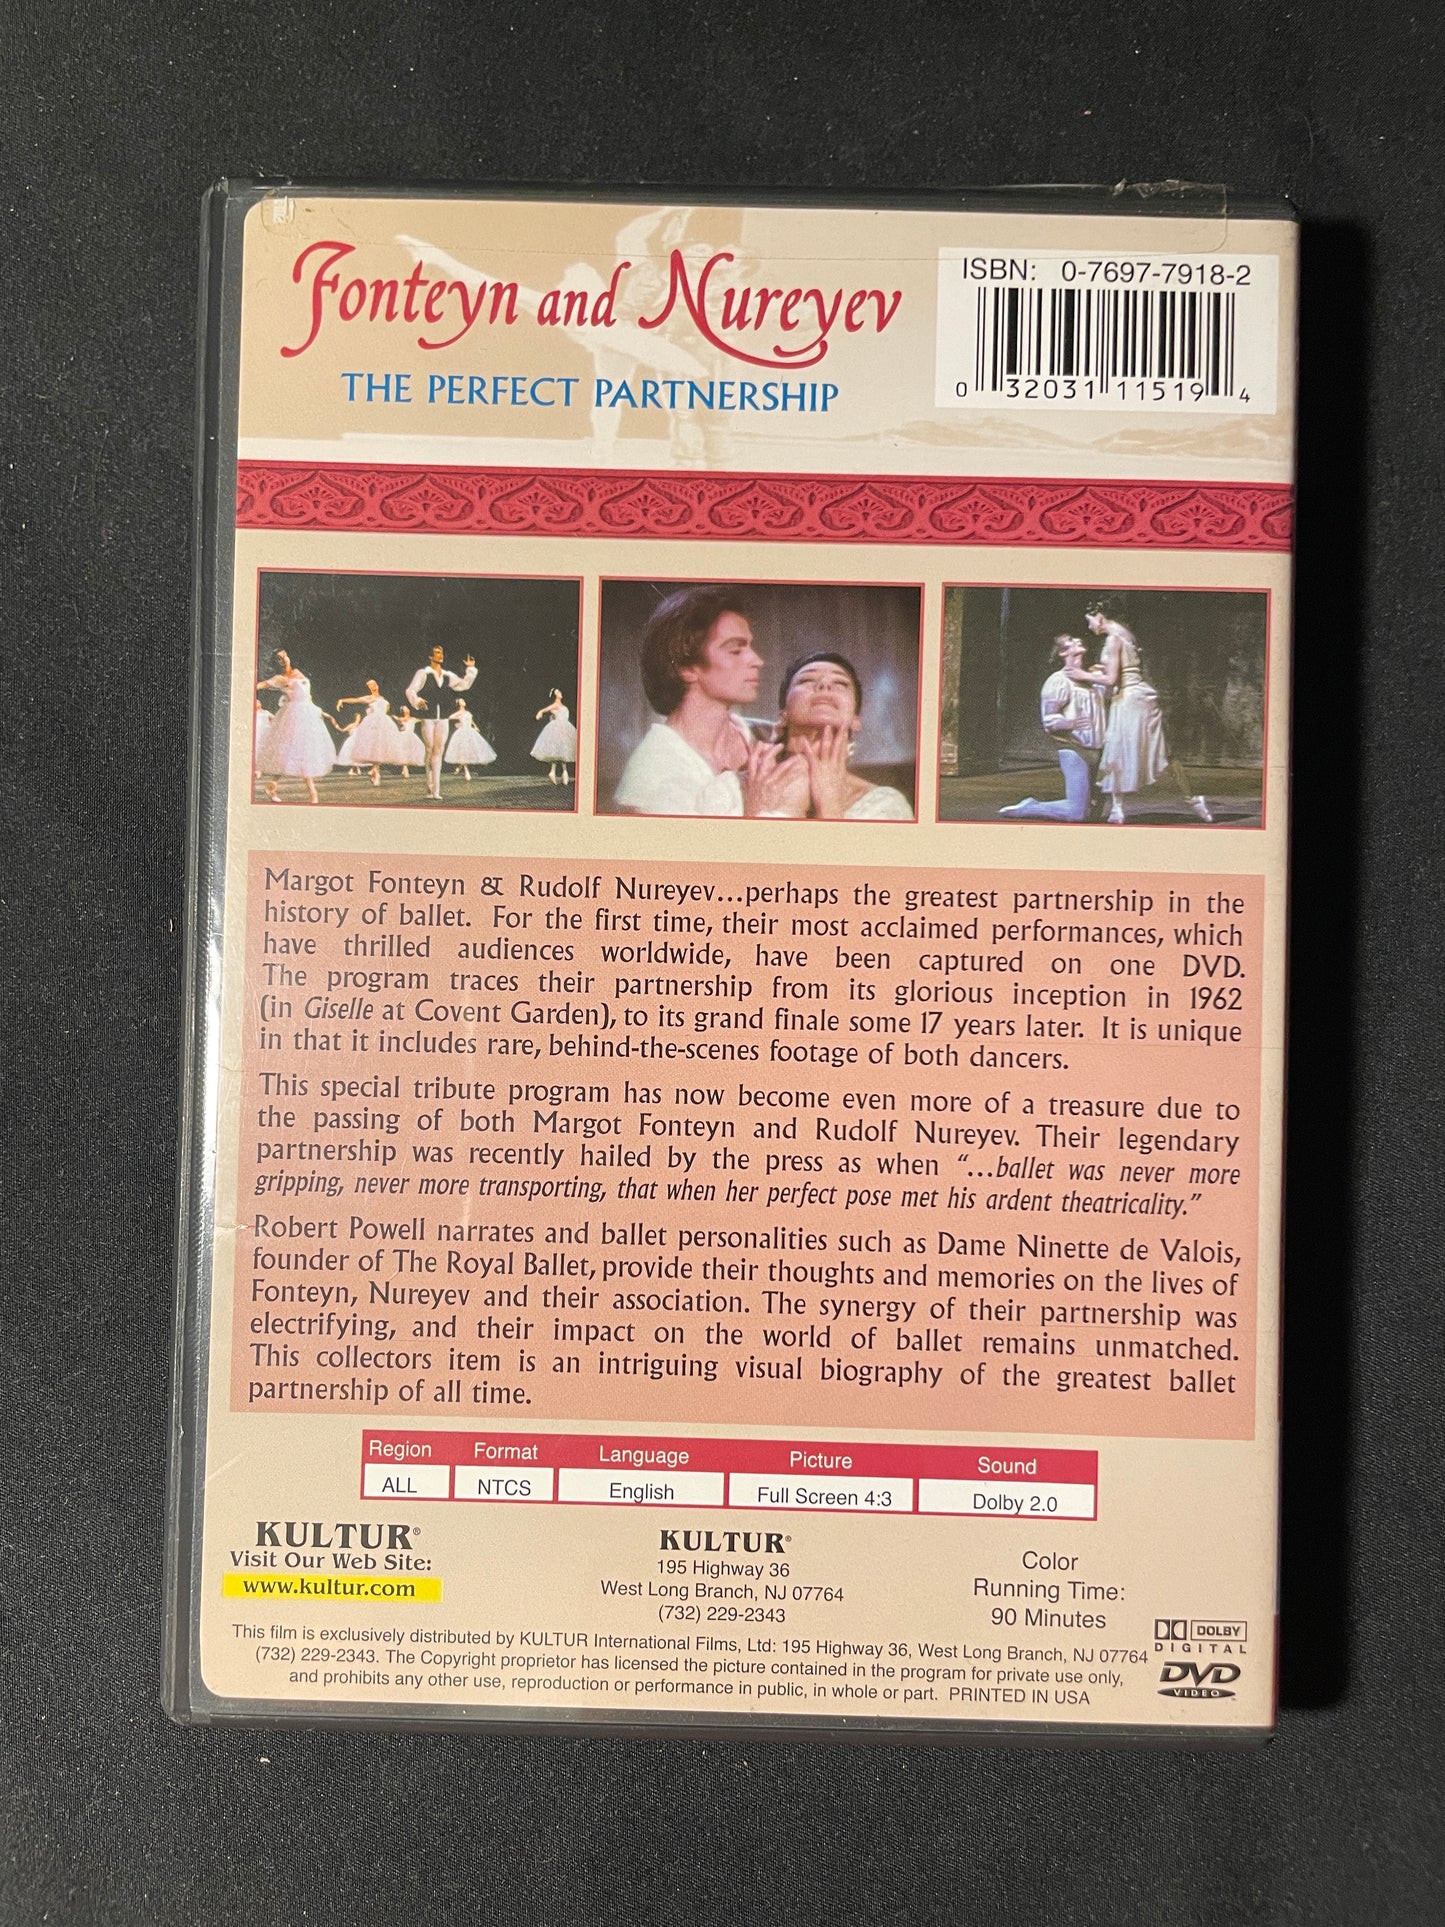 Fonteyn and Nureyev
THE PERFECT PARTNERSHIP
ISBN: 0-7697-7918-2
0 32031 11519 4
Margot Fonteyn & Rudolf Nureyev...perhaps the greatest partnership in the
history of ballet. For the first time, their most acclaimed performances, which
have thrilled audiences worldwide, have been captured on one DVD.
The program traces their partnership from its glorious inception in 1962
(in Giselle at Covent Garden), to its grand finale some 17 years later. It is unique
in that it includes rare, behind-the-scenes footage of both dancers.
This special tribute program has now become even more of a treasure due to
the passing of both Margot Fonteyn and Rudolf Nureyev. Their legendary
partnership was recently hailed by the press as when “...ballet was never more
gripping, never more transporting, that when her perfect pose met his ardent theatricality.”
Robert Powell narrates and ballet personalities such as Dame Ninette de Valois,
founder of The Royal Ballet, provide their thoughts and memories on the lives of
Fonteyn, Nureyev and their association. The synergy of their partnership was
electrifying, and their impact on the world of ballet remains unmatched.
This collectors item is an intriguing visual biography of the greatest ballet
partnership of all time.
Region Format Language Picture Sound
ALL NTCS English Full Screen 4:3 Dolby 2.0
KULTUR®
Visit Our Web Site:
www.kultur.com
KULTUR®
195 Highway 36
West Long Branch, NJ 07764
(732) 229-2343
Color
Running Time:
90 Minutes
This film is exclusively distributed by KULTUR International Films, Ltd: 195 Highway 36, West Long Branch, NJ 07764
(732) 229-2343. The Copyright proprietor has licensed the picture contained in the program for private use only,
and prohibits any other use, reproduction or performance in public, in whole or part. PRINTED IN USA
DOLBY
DIGITAL
DVD
VIDEO